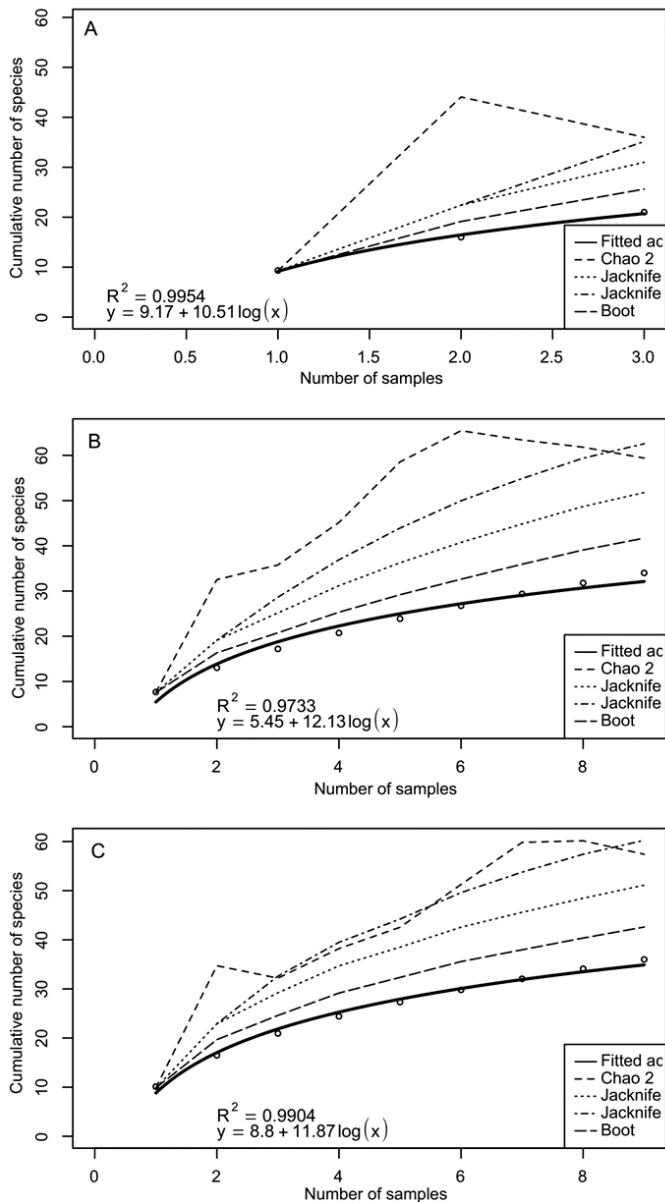 A
Cumulative number of species
60
50
40
30
20
10
0
R² = 0.9954
y = 9.17 + 10.51 log(x)
Fitted ac
Chao 2
Jacknife
Jacknife
Boot
0.0 0.5 1.0 1.5 2.0 2.5 3.0
Number of samples
B
Cumulative number of species
60
50
40
30
20
10
0
R² = 0.9733
y = 5.45 + 12.13 log(x)
Fitted ac
Chao 2
Jacknife
Jacknife
Boot
0 2 4 6 8
Number of samples
C
Cumulative number of species
60
50
40
30
20
10
0
R² = 0.9904
y = 8.8 + 11.87 log(x)
Fitted ac
Chao 2
Jacknife
Jacknife
Boot
0 2 4 6 8
Number of samples